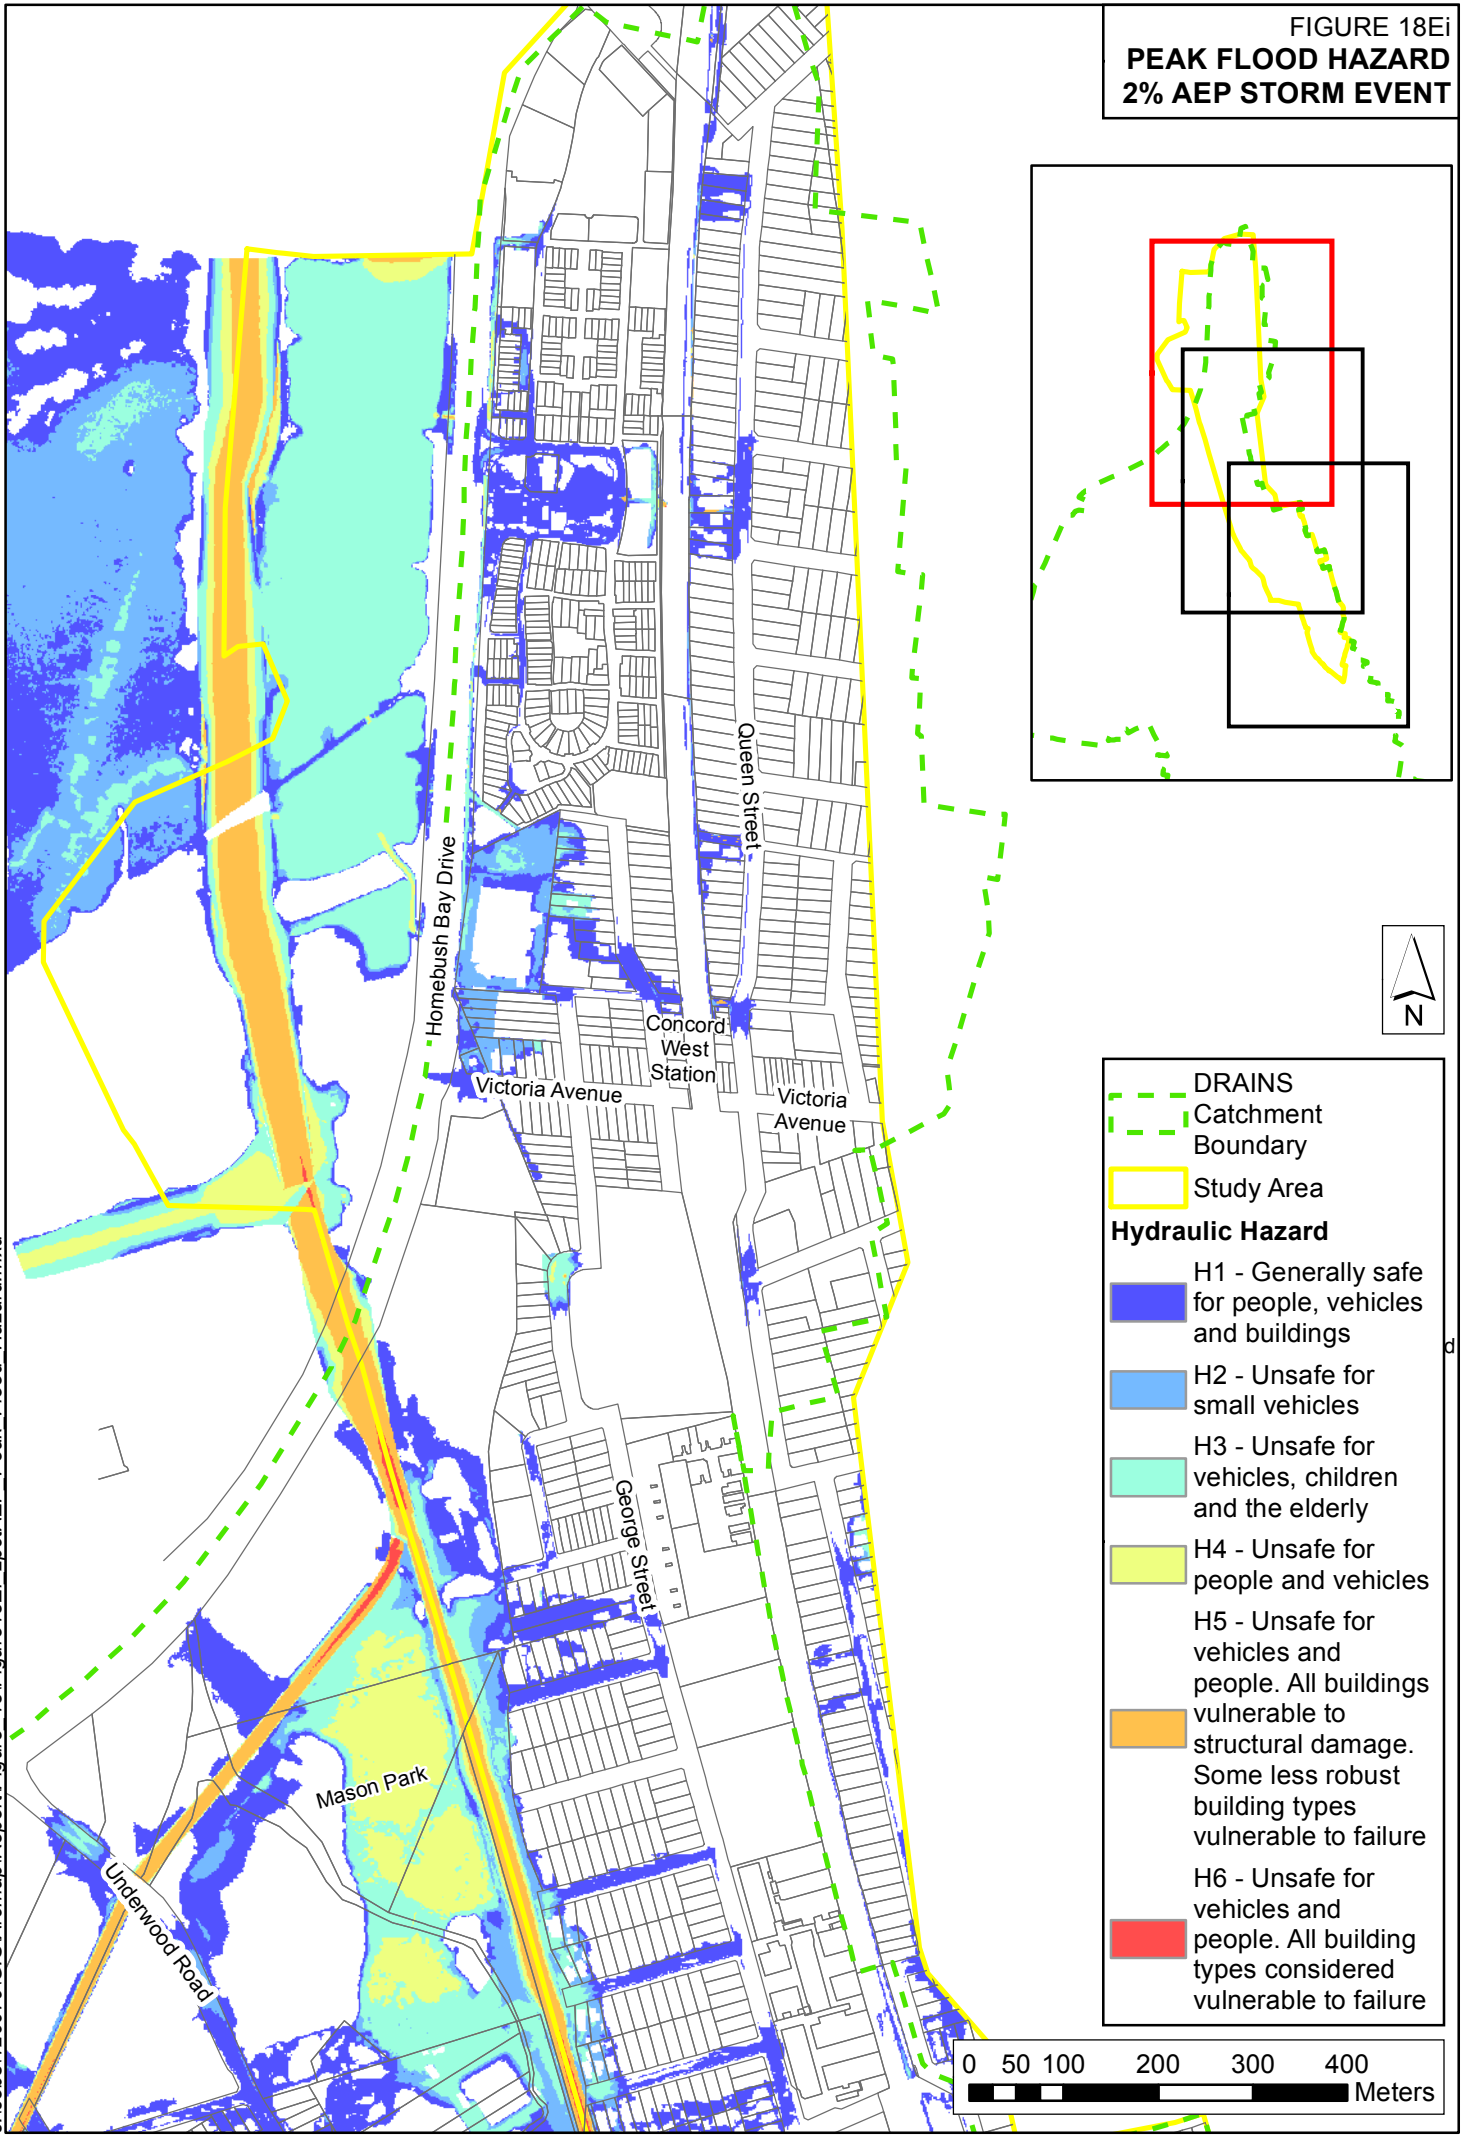 FIGURE 18Ei
PEAK FLOOD HAZARD
2% AEP STORM EVENT
Queen Street
Homebush Bay Drive
Concord
West
Station
Victoria Avenue
Victoria
Avenue
George Street
Mason Park
Underwood Road
N
DRAINS
Catchment
Boundary
Study Area
Hydraulic Hazard
H1 - Generally safe
for people, vehicles
and buildings
d
H2 - Unsafe for
small vehicles
H3 - Unsafe for
vehicles, children
and the elderly
H4 - Unsafe for
people and vehicles
H5 - Unsafe for
vehicles and
people. All buildings
vulnerable to
structural damage.
Some less robust
building types
vulnerable to failure
H6 - Unsafe for
vehicles and
people. All building
types considered
vulnerable to failure
0 50 100 200 300 400
Meters